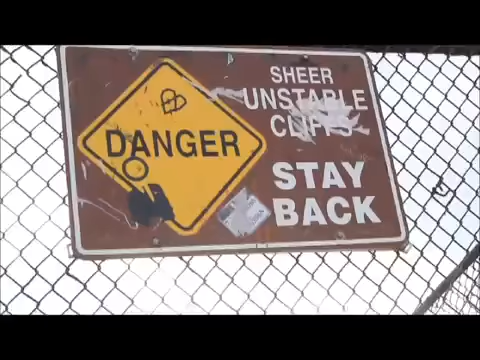 DANGER
SHEER
UNSTABLE
CLIFFS
STAY
BACK